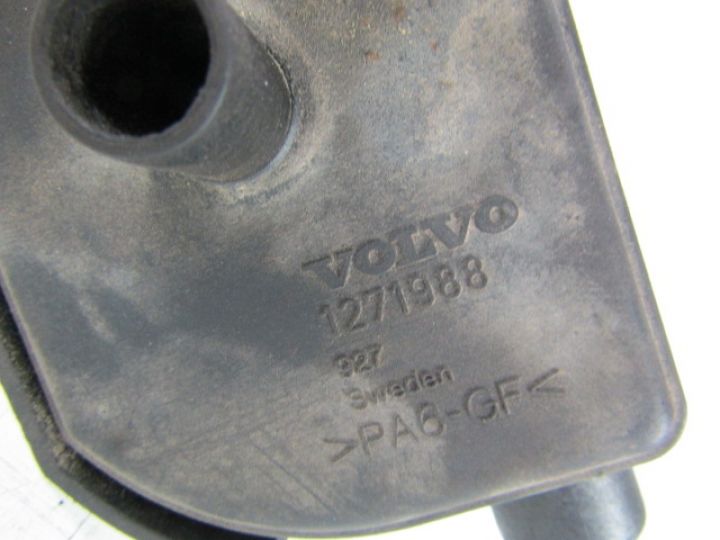 VOLVO
1271988
927
Sweden
>PA6-GF<